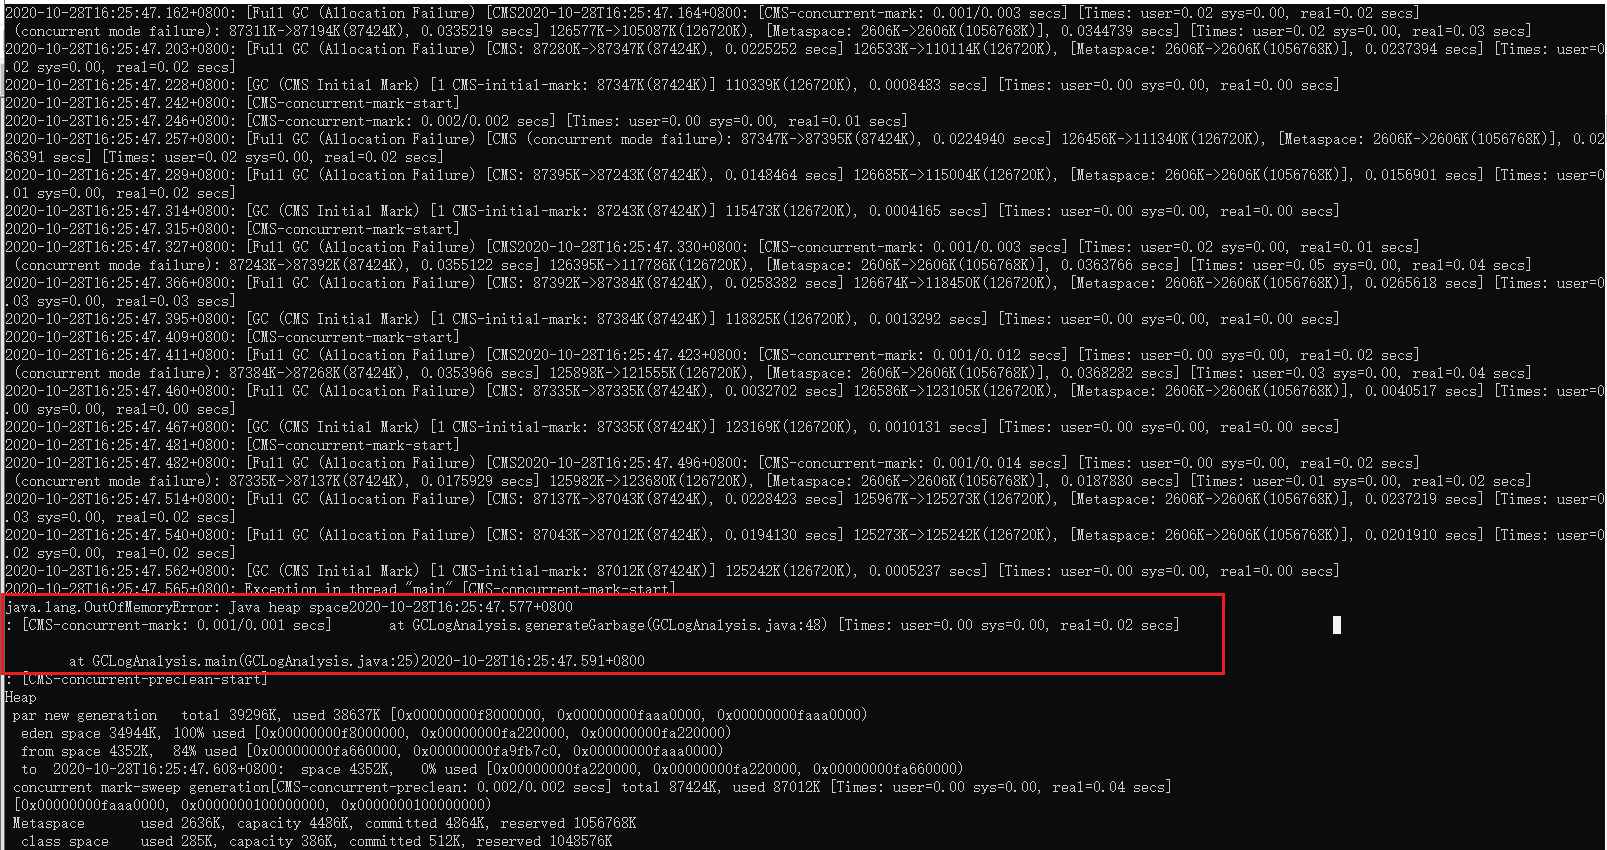 2020-10-28T16:25:47.162+0800: [Full GC (Allocation Failure) [CMS2020-10-28T16:25:47.164+0800: [CMS-concurrent-mark: 0.001/0.003 secs] [Times: user=0.02 sys=0.00, real=0.02 secs]
(concurrent mode failure): 87311K->87194K(87424K), 0.0335219 secs] 126577K->105087K(126720K), [Metaspace: 2606K->2606K(1056768K)], 0.0344739 secs] [Times: user=0.02 sys=0.00, real=0.03 secs]
2020-10-28T16:25:47.203+0800: [Full GC (Allocation Failure) [CMS: 87280K->87347K(87424K), 0.0225252 secs] 126533K->110114K(126720K), [Metaspace: 2606K->2606K(1056768K)], 0.0237394 secs] [Times: user=0
.02 sys=0.00, real=0.02 secs]
2020-10-28T16:25:47.228+0800: [GC (CMS Initial Mark) [1 CMS-initial-mark: 87347K(87424K)] 110339K(126720K), 0.0008483 secs] [Times: user=0.00 sys=0.00, real=0.00 secs]
2020-10-28T16:25:47.242+0800: [CMS-concurrent-mark-start]
2020-10-28T16:25:47.246+0800: [CMS-concurrent-mark: 0.002/0.002 secs] [Times: user=0.00 sys=0.00, real=0.01 secs]
2020-10-28T16:25:47.257+0800: [Full GC (Allocation Failure) [CMS (concurrent mode failure): 87347K->87395K(87424K), 0.0224940 secs] 126456K->111340K(126720K), [Metaspace: 2606K->2606K(1056768K)], 0.02
36391 secs] [Times: user=0.02 sys=0.00, real=0.02 secs]
2020-10-28T16:25:47.289+0800: [Full GC (Allocation Failure) [CMS: 87395K->87243K(87424K), 0.0148464 secs] 126685K->115004K(126720K), [Metaspace: 2606K->2606K(1056768K)], 0.0156901 secs] [Times: user=0
.01 sys=0.00, real=0.02 secs]
2020-10-28T16:25:47.314+0800: [GC (CMS Initial Mark) [1 CMS-initial-mark: 87243K(87424K)] 115473K(126720K), 0.0004165 secs] [Times: user=0.00 sys=0.00, real=0.00 secs]
2020-10-28T16:25:47.315+0800: [CMS-concurrent-mark-start]
2020-10-28T16:25:47.327+0800: [Full GC (Allocation Failure) [CMS2020-10-28T16:25:47.330+0800: [CMS-concurrent-mark: 0.001/0.003 secs] [Times: user=0.02 sys=0.00, real=0.01 secs]
(concurrent mode failure): 87243K->87392K(87424K), 0.0355122 secs] 126395K->117786K(126720K), [Metaspace: 2606K->2606K(1056768K)], 0.0363766 secs] [Times: user=0.05 sys=0.00, real=0.04 secs]
2020-10-28T16:25:47.366+0800: [Full GC (Allocation Failure) [CMS: 87392K->87384K(87424K), 0.0258382 secs] 126674K->118450K(126720K), [Metaspace: 2606K->2606K(1056768K)], 0.0265618 secs] [Times: user=0
.03 sys=0.00, real=0.03 secs]
2020-10-28T16:25:47.395+0800: [GC (CMS Initial Mark) [1 CMS-initial-mark: 87384K(87424K)] 118825K(126720K), 0.0013292 secs] [Times: user=0.00 sys=0.00, real=0.00 secs]
2020-10-28T16:25:47.409+0800: [CMS-concurrent-mark-start]
2020-10-28T16:25:47.411+0800: [Full GC (Allocation Failure) [CMS2020-10-28T16:25:47.423+0800: [CMS-concurrent-mark: 0.001/0.012 secs] [Times: user=0.00 sys=0.00, real=0.02 secs]
(concurrent mode failure): 87384K->87268K(87424K), 0.0353966 secs] 125898K->121555K(126720K), [Metaspace: 2606K->2606K(1056768K)], 0.0368282 secs] [Times: user=0.03 sys=0.00, real=0.04 secs]
2020-10-28T16:25:47.460+0800: [Full GC (Allocation Failure) [CMS: 87335K->87335K(87424K), 0.0032702 secs] 126586K->123105K(126720K), [Metaspace: 2606K->2606K(1056768K)], 0.0040517 secs] [Times: user=0
.00 sys=0.00, real=0.00 secs]
2020-10-28T16:25:47.467+0800: [GC (CMS Initial Mark) [1 CMS-initial-mark: 87335K(87424K)] 123169K(126720K), 0.0010131 secs] [Times: user=0.00 sys=0.00, real=0.00 secs]
2020-10-28T16:25:47.481+0800: [CMS-concurrent-mark-start]
2020-10-28T16:25:47.482+0800: [Full GC (Allocation Failure) [CMS2020-10-28T16:25:47.496+0800: [CMS-concurrent-mark: 0.001/0.014 secs] [Times: user=0.00 sys=0.00, real=0.02 secs]
(concurrent mode failure): 87335K->87137K(87424K), 0.0175929 secs] 125982K->123680K(126720K), [Metaspace: 2606K->2606K(1056768K)], 0.0187880 secs] [Times: user=0.01 sys=0.00, real=0.02 secs]
2020-10-28T16:25:47.514+0800: [Full GC (Allocation Failure) [CMS: 87137K->87043K(87424K), 0.0228423 secs] 125967K->125273K(126720K), [Metaspace: 2606K->2606K(1056768K)], 0.0237219 secs] [Times: user=0
.03 sys=0.00, real=0.02 secs]
2020-10-28T16:25:47.540+0800: [Full GC (Allocation Failure) [CMS: 87043K->87012K(87424K), 0.0194130 secs] 125273K->125242K(126720K), [Metaspace: 2606K->2606K(1056768K)], 0.0201910 secs] [Times: user=0
.02 sys=0.00, real=0.02 secs]
2020-10-28T16:25:47.562+0800: [GC (CMS Initial Mark) [1 CMS-initial-mark: 87012K(87424K)] 125242K(126720K), 0.0005237 secs] [Times: user=0.00 sys=0.00, real=0.00 secs]
2020-10-28T16:25:47.565+0800: Exception in thread "main" [CMS-concurrent-mark-start]
java.lang.OutOfMemoryError: Java heap space2020-10-28T16:25:47.577+0800
: [CMS-concurrent-mark: 0.001/0.001 secs]       at GCLogAnalysis.generateGarbage(GCLogAnalysis.java:48) [Times: user=0.00 sys=0.00, real=0.02 secs]
at GCLogAnalysis.main(GCLogAnalysis.java:25)2020-10-28T16:25:47.591+0800
: [CMS-concurrent-preclean-start]
Heap
par new generation   total 39296K, used 38637K [0x00000000f8000000, 0x00000000faaa0000, 0x00000000faaa0000)
eden space 34944K, 100% used [0x00000000f8000000, 0x00000000fa220000, 0x00000000fa220000)
from space 4352K,  84% used [0x00000000fa660000, 0x00000000fa9fb7c0, 0x00000000faaa0000)
to  2020-10-28T16:25:47.608+0800:  space 4352K,   0% used [0x00000000fa220000, 0x00000000fa220000, 0x00000000fa660000)
concurrent mark-sweep generation[CMS-concurrent-preclean: 0.002/0.002 secs] total 87424K, used 87012K [Times: user=0.00 sys=0.00, real=0.04 secs]
[0x00000000faaa0000, 0x0000000100000000, 0x0000000100000000)
Metaspace       used 2636K, capacity 4486K, committed 4864K, reserved 1056768K
class space    used 285K, capacity 386K, committed 512K, reserved 1048576K